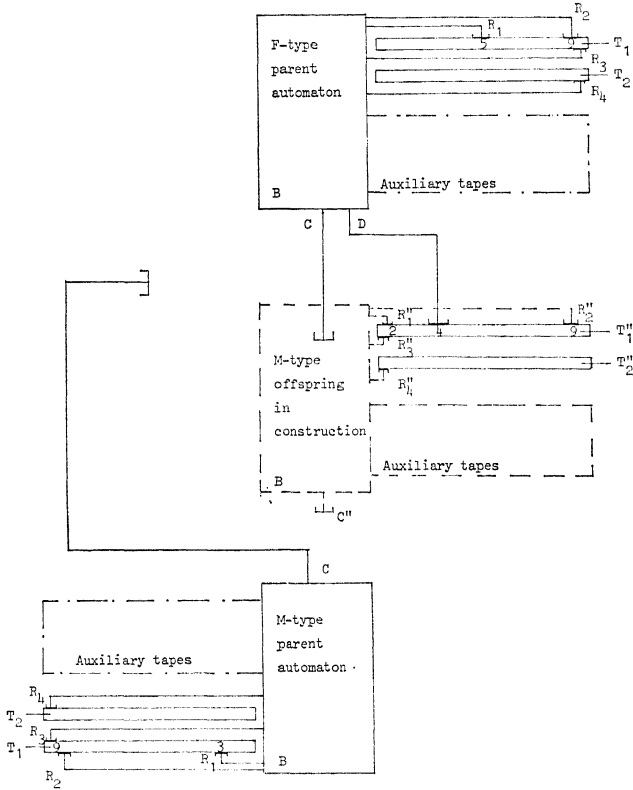 R2
R1
F-type
parent
automaton
5
9
T1
R3
T2
R4
Auxiliary tapes
B
C
D
R"
R"2
2
4
9
T"1
R"3
M-type
offspring
in
construction
T"2
R"4
Auxiliary tapes
B
C"
C
M-type
parent
automaton
Auxiliary tapes
R4
T2
R3
T1
9
3
R1
B
R2